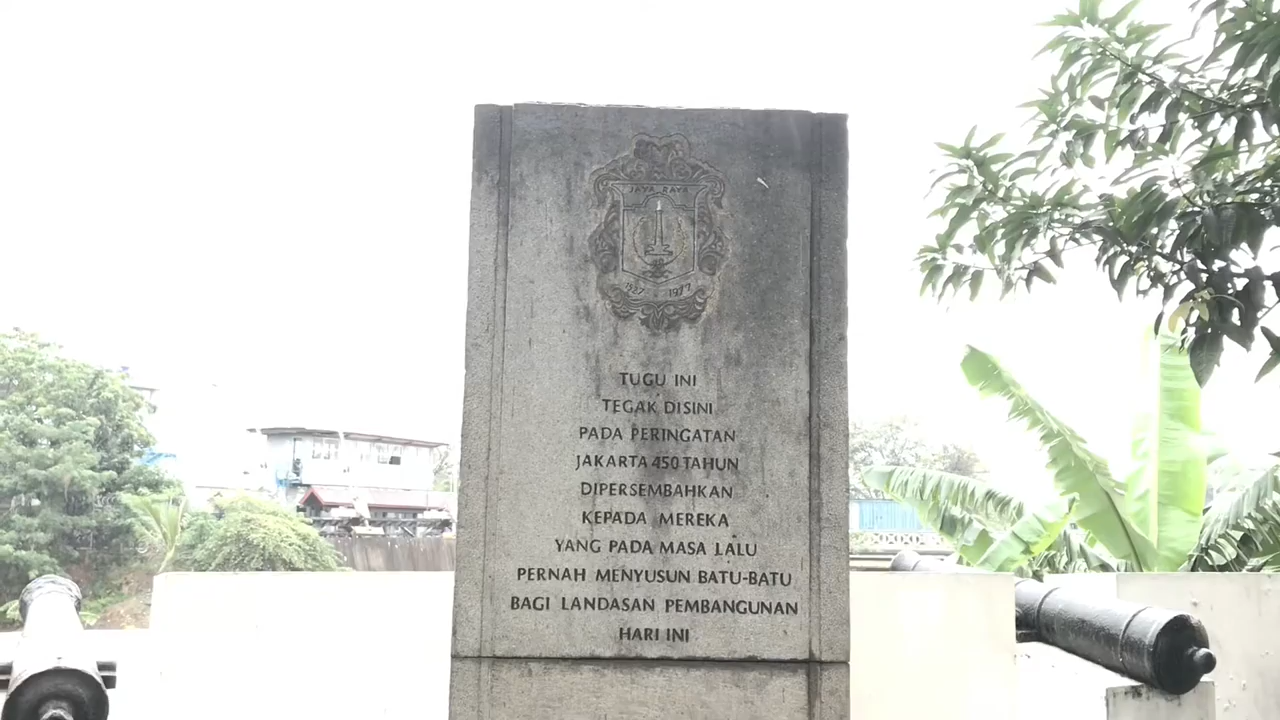 JAYA RAYA
1527 1977
TUGU INI
TEGAK DISINI
PADA PERINGATAN
JAKARTA 450 TAHUN
DIPERSEMBAHKAN
KEPADA MEREKA
YANG PADA MASA LALU
PERNAH MENYUSUN BATU-BATU
BAGI LANDASAN PEMBANGUNAN
HARI INI